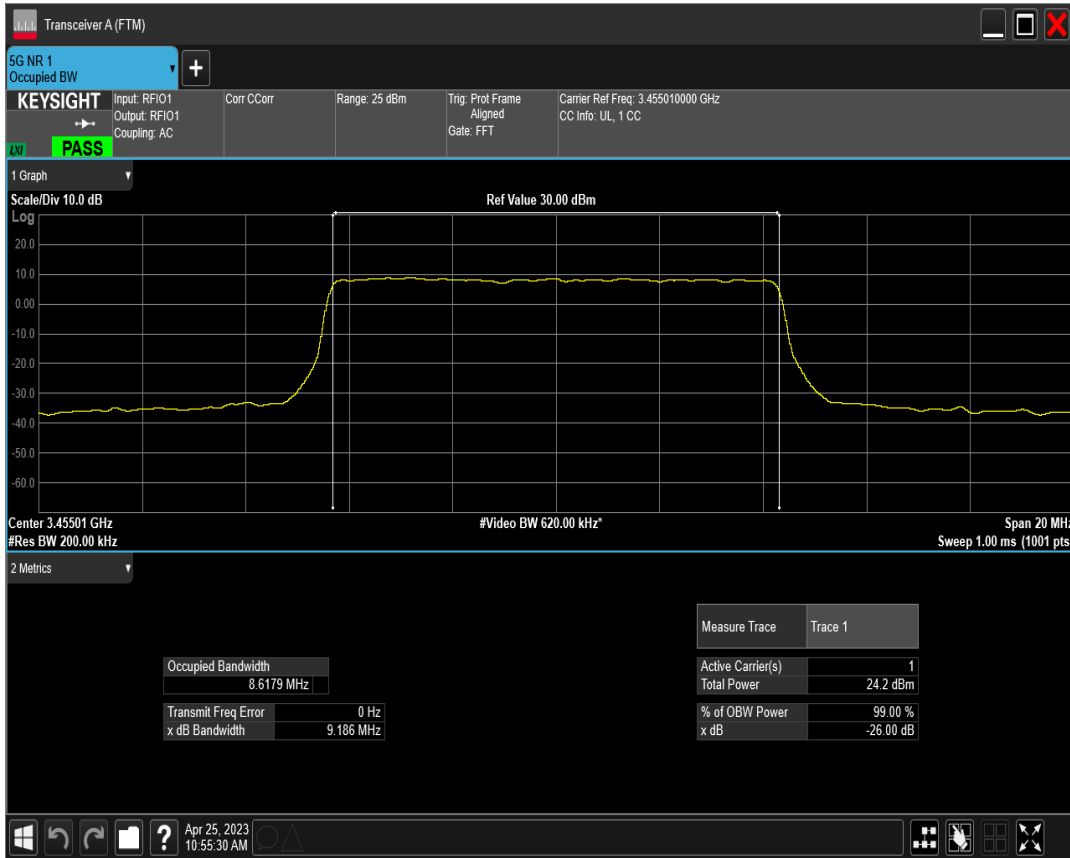 Transceiver A (FTM)
5G NR 1
Occupied BW
+
KEYSIGHT
Input: RFIO1
Output: RFIO1
Coupling: AC
LXI
PASS
Corr CCorr
Range: 25 dBm
Trig: Prot Frame
Aligned
Gate: FFT
Carrier Ref Freq: 3.455010000 GHz
CC Info: UL, 1 CC
1 Graph
Scale/Div 10.0 dB
Ref Value 30.00 dBm
Log
20.0
10.0
0.00
-10.0
-20.0
-30.0
-40.0
-50.0
-60.0
Center 3.45501 GHz
#Video BW 620.00 kHz*
Span 20 MHz
#Res BW 200.00 kHz
Sweep 1.00 ms (1001 pts
2 Metrics
Measure Trace Trace 1
Occupied Bandwidth
8.6179 MHz
Active Carrier(s) 1
Total Power 24.2 dBm
Transmit Freq Error 0 Hz
x dB Bandwidth 9.186 MHz
% of OBW Power 99.00 %
x dB -26.00 dB
?
Apr 25, 2023
10:55:30 AM